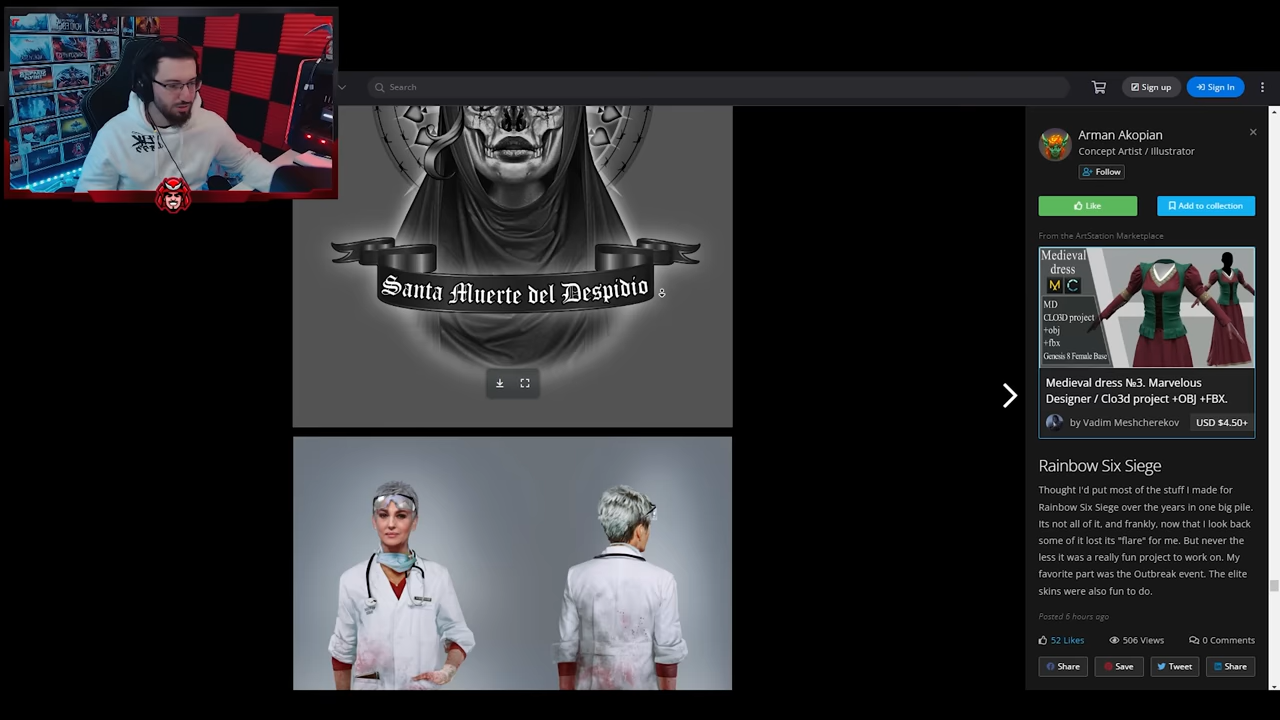 Search
Sign up
Sign In
Santa Muerte del Despidio
Arman Akopian
Concept Artist / Illustrator
Follow
Like
Add to collection
From the ArtStation Marketplace
Medieval
dress
M C
MD
CLO3D project
+obj
+fbx
Genesis 8 Female Base
Medieval dress №3. Marvelous
Designer / Clo3d project +OBJ +FBX.
by Vadim Meshcherekov
USD $4.50+
Rainbow Six Siege
Thought I'd put most of the stuff I made for
Rainbow Six Siege over the years in one big pile.
Its not all of it, and frankly, now that I look back
some of it lost its "flare" for me. But never the
less it was a really fun project to work on. My
favorite part was the Outbreak event. The elite
skins were also fun to do.
Posted 6 hours ago
52 Likes
506 Views
0 Comments
Share
Save
Tweet
Share